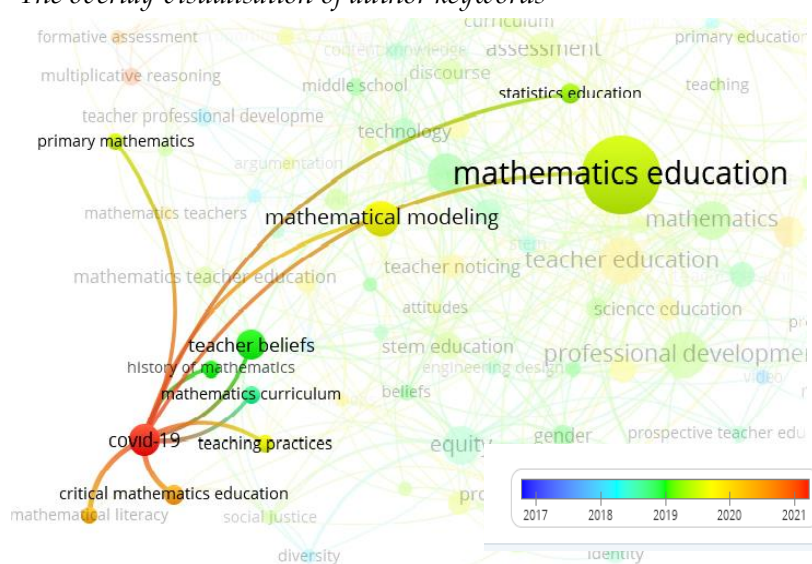 The overlay visualisation of author keywords
curriculum
formative assessment
primary education
content knowledge
assessment
multiplicative reasoning
discourse
middle school
statistics education
teaching
teacher professional developme
technology
primary mathematics
argumentation
mathematics education
mathematics teachers
mathematical modeling
mathematics
stem
mathematics teacher education
teacher noticing
teacher education
attitudes
science education
pr
teacher beliefs
stem education
professional developme
history of mathematics
engineering design
video
mathematics curriculum
beliefs
covid-19
teaching practices
equity
gender
prospective teacher edu
critical mathematics education
pro
mathematical literacy
social justice
2017 2018 2019 2020 2021
diversity
identity